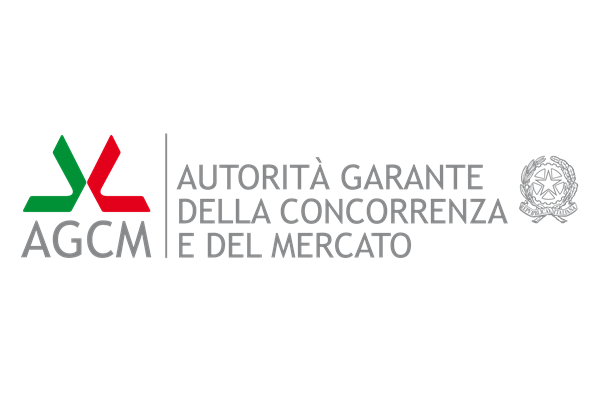 AGCM
AUTORITÀ GARANTE
DELLA CONCORRENZA
E DEL MERCATO